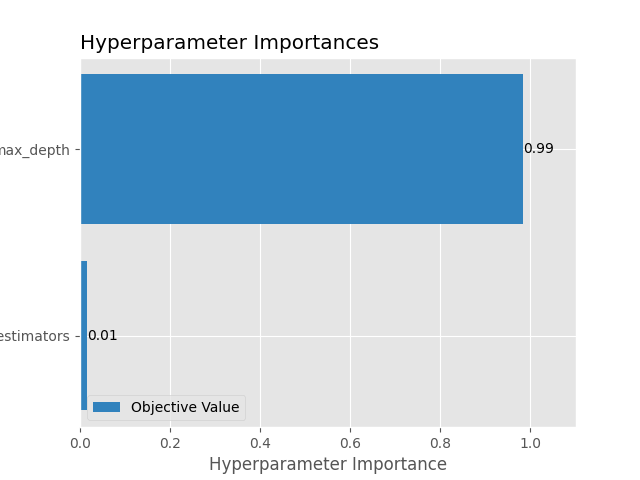 Hyperparameter Importances
max_depth
0.99
estimators
0.01
Objective Value
0.0 0.2 0.4 0.6 0.8 1.0
Hyperparameter Importance